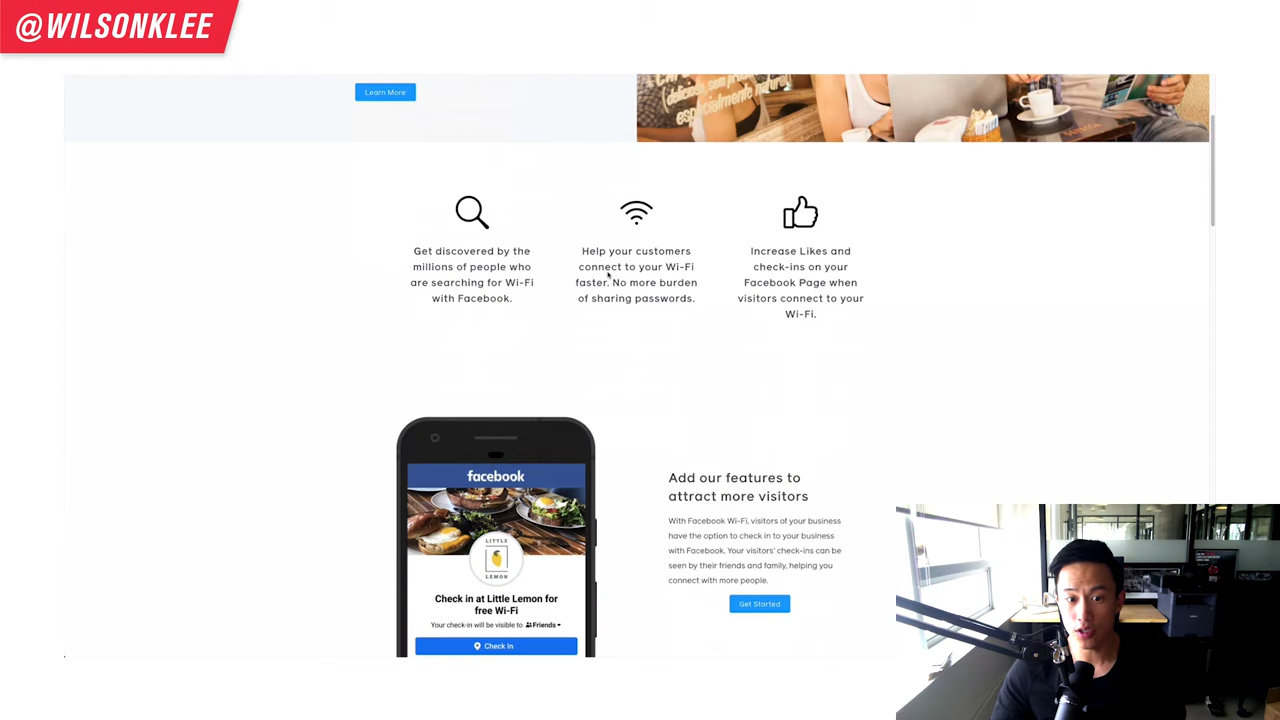 @WILSONKLEE
Learn More
Get discovered by the
millions of people who
are searching for Wi-Fi
with Facebook.
Help your customers
connect to your Wi-Fi
faster. No more burden
of sharing passwords.
Increase Likes and
check-ins on your
Facebook Page when
visitors connect to your
Wi-Fi.
facebook
LITTLE
LEMON
Check in at Little Lemon for
free Wi-Fi
Your check-in will be visible to Friends
Check In
Add our features to
attract more visitors
With Facebook Wi-Fi, visitors of your business
have the option to check in to your business
with Facebook. Your visitors' check-ins can be
seen by their friends and family, helping you
connect with more people.
Get Started